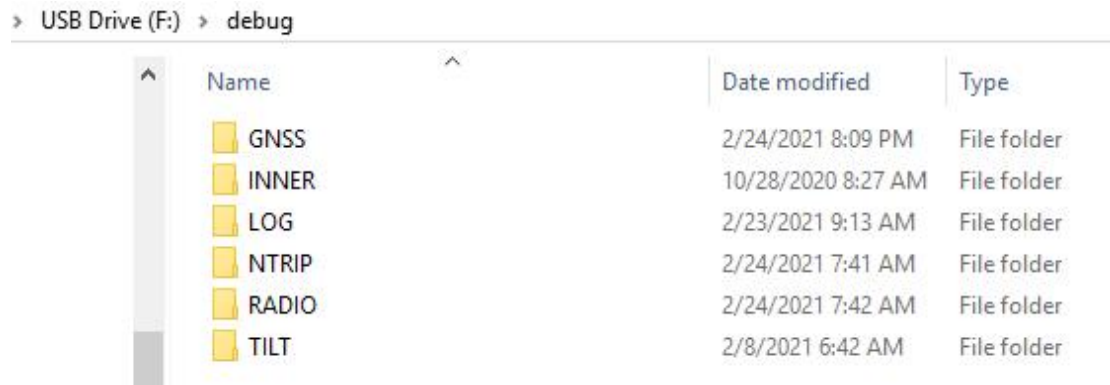 USB Drive (F:) > debug
Name Date modified Type
GNSS 2/24/2021 8:09 PM File folder
INNER 10/28/2020 8:27 AM File folder
LOG 2/23/2021 9:13 AM File folder
NTRIP 2/24/2021 7:41 AM File folder
RADIO 2/24/2021 7:42 AM File folder
TILT 2/8/2021 6:42 AM File folder